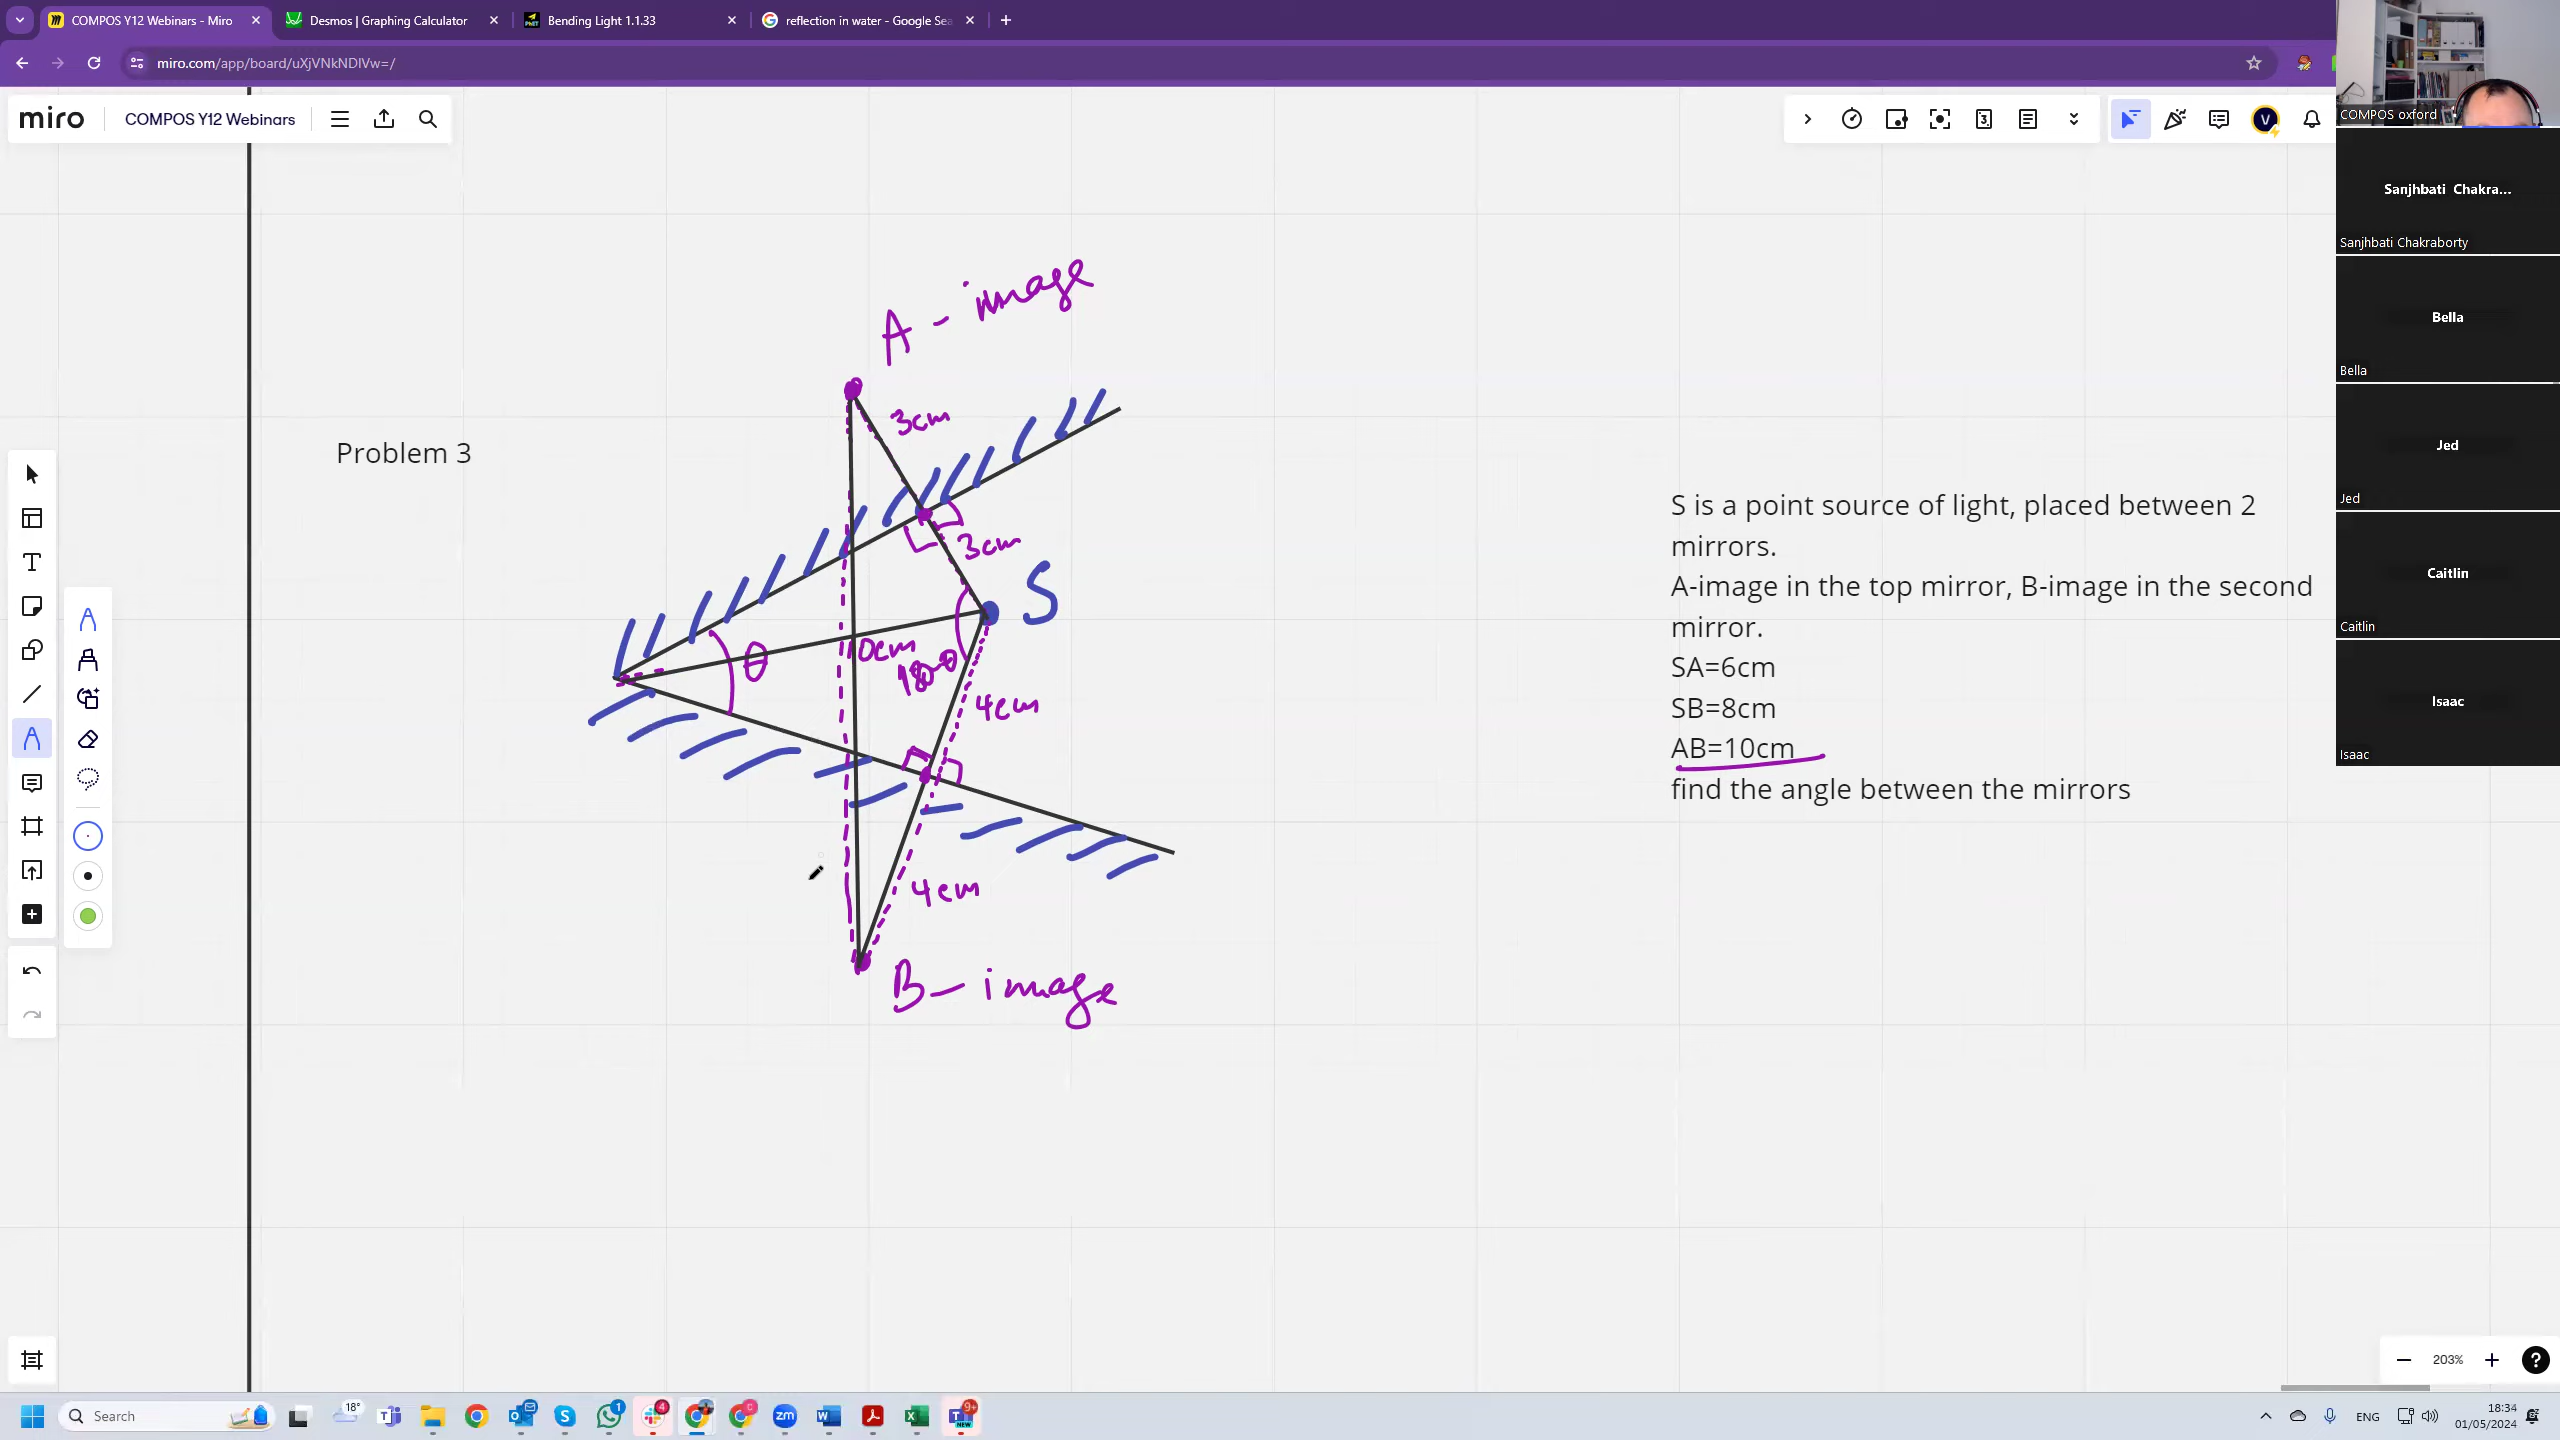 COMPOS Y12 Webinars - Miro
Desmos | Graphing Calculator
Bending Light 1.1.33
reflection in water - Google Sea
miro.com/app/board/uXjVNkNDIVw=/
miro
COMPOS Y12 Webinars
V
COMPOS oxford
Sanjhbati Chakra...
Sanjhbati Chakraborty
Bella
Bella
Jed
Jed
Caitlin
Caitlin
Isaac
Isaac
Problem 3
A - image
3cm
3cm
S
θ
10cm
180-θ
4cm
4cm
B - image
S is a point source of light, placed between 2
mirrors.
A-image in the top mirror, B-image in the second
mirror.
SA=6cm
SB=8cm
AB=10cm
find the angle between the mirrors
203%
Search
18°
ENG
18:34
01/05/2024